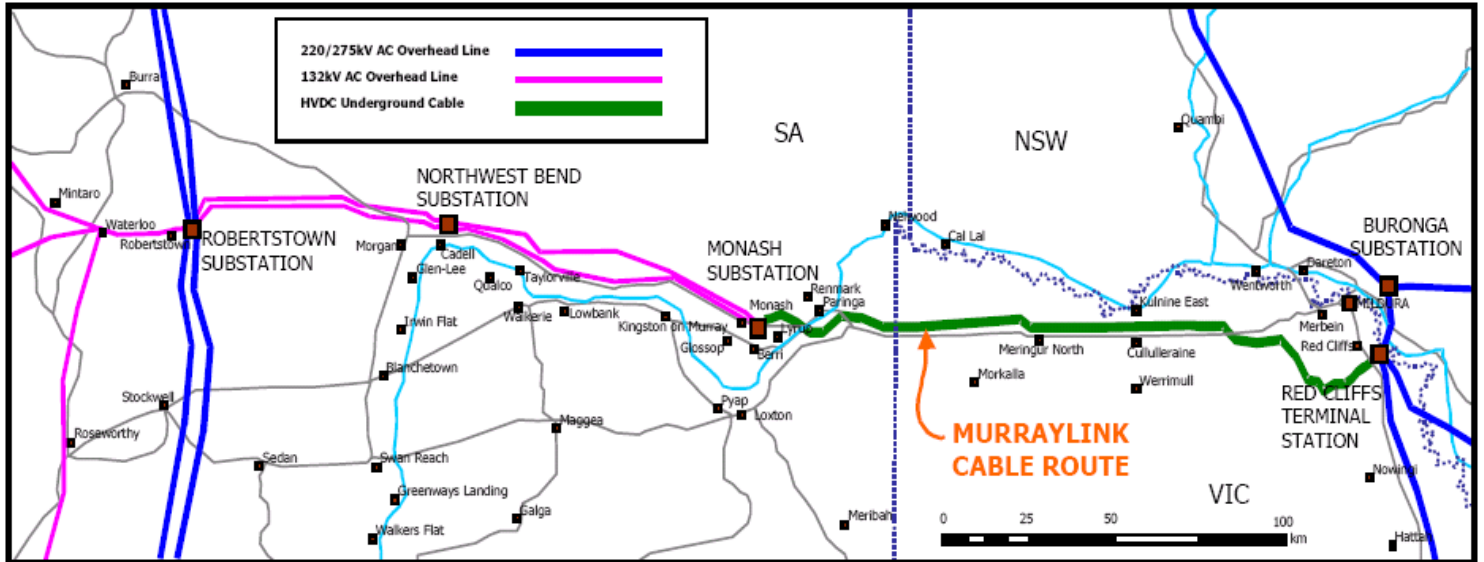 220/275kV AC Overhead Line
132kV AC Overhead Line
HVDC Underground Cable
SA
NSW
VIC
Burra
Quambi
Mintaro
NORTHWEST BEND
SUBSTATION
Waterloo
Robertstown
ROBERTSTOWN
SUBSTATION
Morgan
Cadell
Glen-Lee
Qualco
Taylorville
MONASH
SUBSTATION
Cal Lal
BURONGA
SUBSTATION
Wentworth
Dareton
Renmark
Paringa
Monash
Lyrup
Kulnine East
MILDURA
Merbein
Red Cliffs
Irwin Flat
Walkerie
Lowbank
Kingston on Murray
Glossop
Berri
Meringur North
Cullulleraine
Blanchetown
Morkalla
Werrimull
RED CLIFFS
TERMINAL
STATION
Stockwell
Pyap
Loxton
Maggea
Roseworthy
MURRAYLINK
CABLE ROUTE
Sedan
Swan Reach
Nowingi
Greenways Landing
Galga
Meribah
Walkers Flat
Hattah
0 25 50 100
km